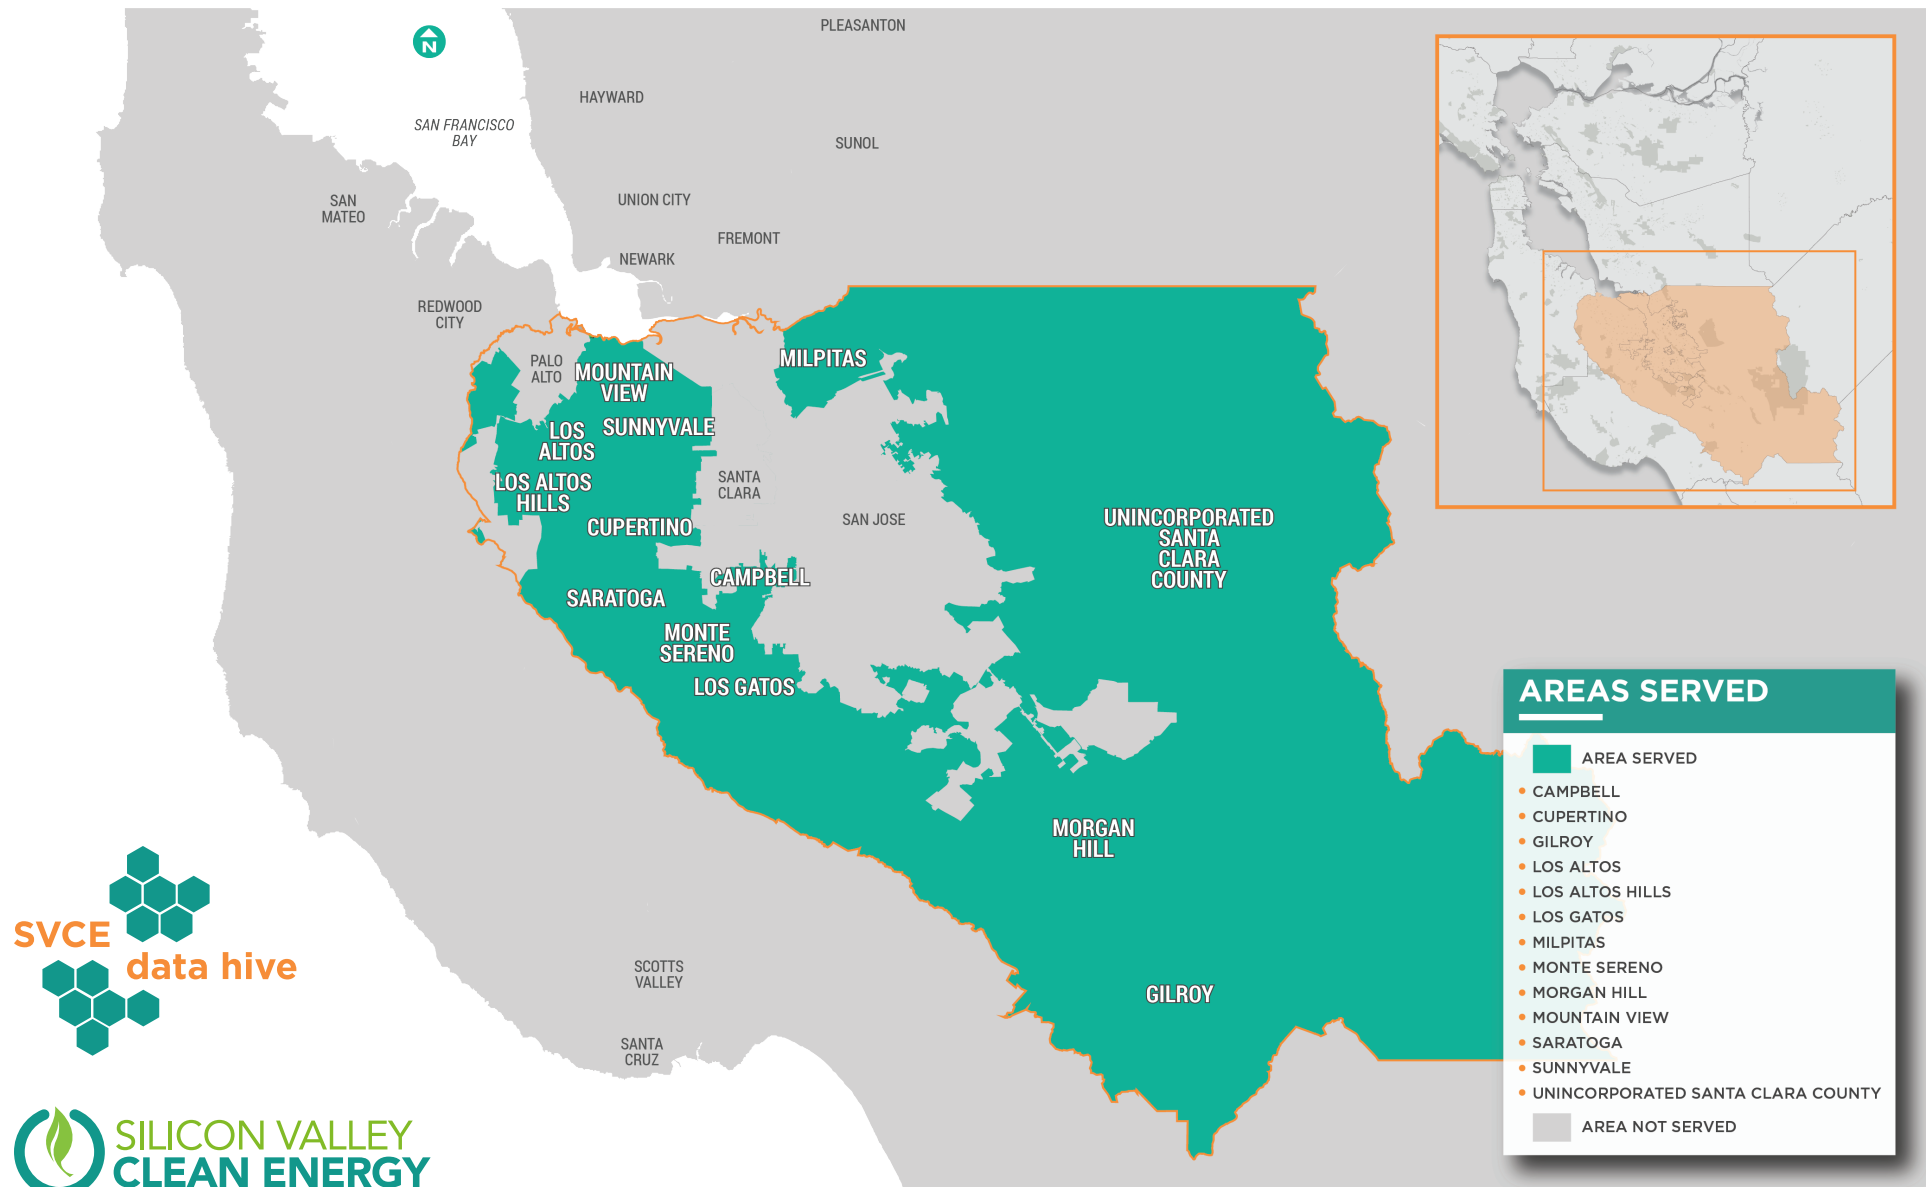 PLEASANTON
N
HAYWARD
SAN FRANCISCO
BAY
SUNOL
SAN
MATEO
UNION CITY
FREMONT
NEWARK
REDWOOD
CITY
PALO
ALTO
MOUNTAIN
VIEW
MILPITAS
LOS
ALTOS
SUNNYVALE
LOS ALTOS
HILLS
SANTA
CLARA
SAN JOSE
CUPERTINO
UNINCORPORATED
SANTA
CLARA
COUNTY
CAMPBELL
SARATOGA
MONTE
SERENO
LOS GATOS
MORGAN
HILL
GILROY
SCOTTS
VALLEY
SANTA
CRUZ
AREAS SERVED
AREA SERVED
• CAMPBELL
• CUPERTINO
• GILROY
• LOS ALTOS
• LOS ALTOS HILLS
• LOS GATOS
• MILPITAS
• MONTE SERENO
• MORGAN HILL
• MOUNTAIN VIEW
• SARATOGA
• SUNNYVALE
• UNINCORPORATED SANTA CLARA COUNTY
AREA NOT SERVED
SVCE
data hive
SILICON VALLEY
CLEAN ENERGY